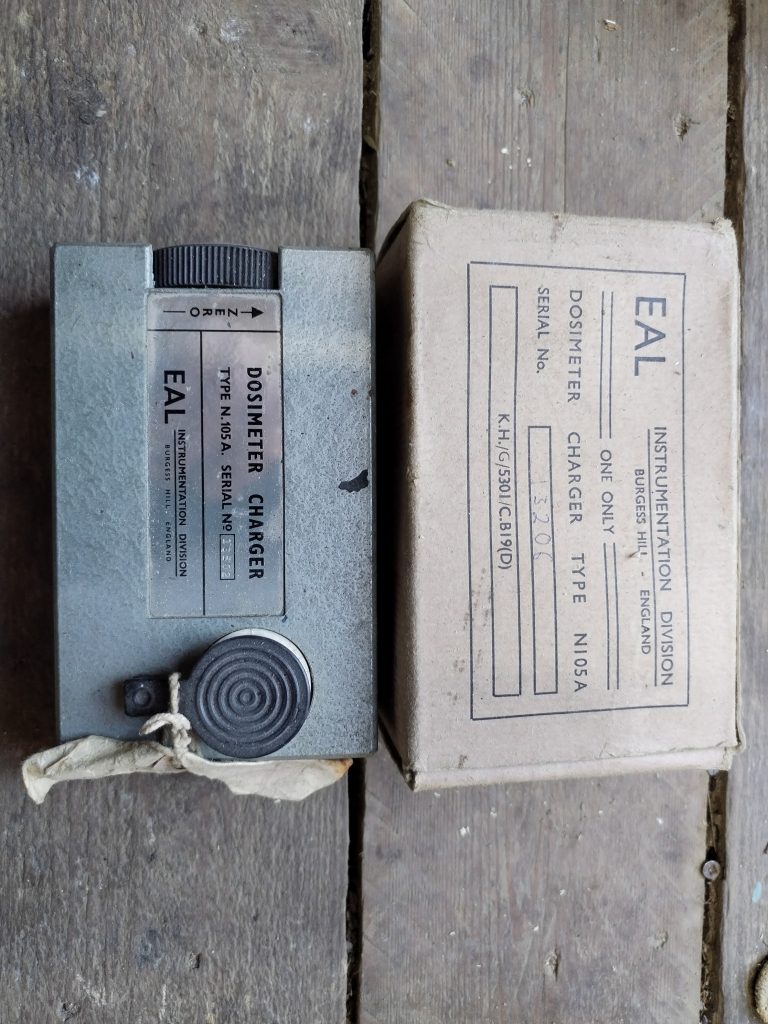 ZERO
DOSIMETER CHARGER
TYPE N.105A. SERIAL Nº
EAL INSTRUMENTATION DIVISION
BURGESS HILL. ENGLAND
EAL INSTRUMENTATION DIVISION
BURGESS HILL - ENGLAND
ONE ONLY
DOSIMETER CHARGER TYPE N105A
SERIAL No. 13206
K.H./G/5301/C.B19(D)